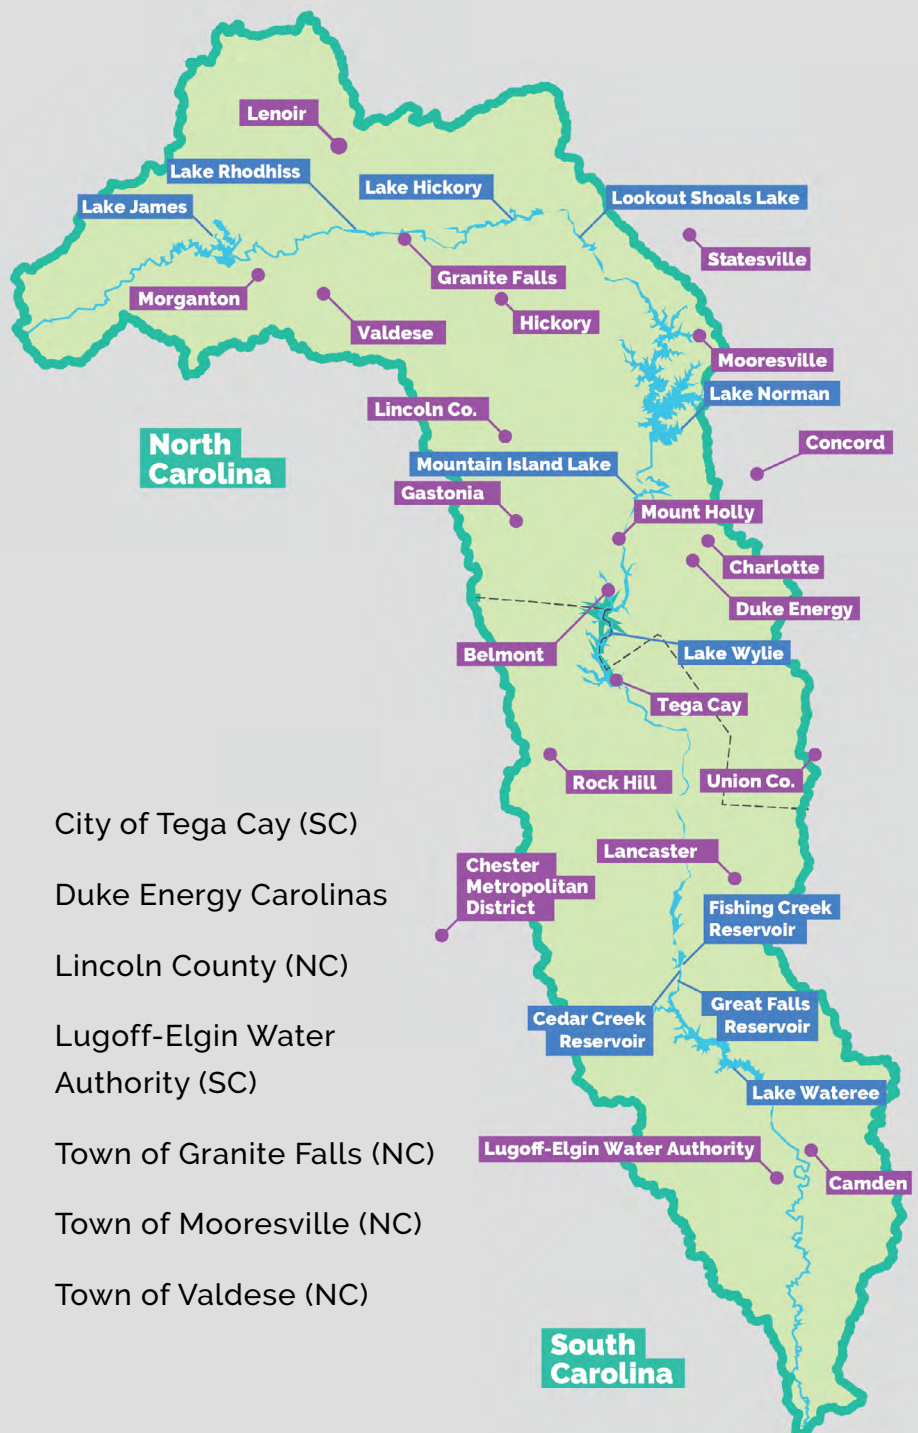 Lenoir
Lake Rhodhiss
Lake Hickory
Lake James
Lookout Shoals Lake
Statesville
Granite Falls
Morganton
Hickory
Valdese
Mooresville
Lake Norman
Lincoln Co.
North
Carolina
Concord
Mountain Island Lake
Gastonia
Mount Holly
Charlotte
Duke Energy
Belmont
Lake Wylie
Tega Cay
Rock Hill
Union Co.
City of Tega Cay (SC)
Duke Energy Carolinas
Lincoln County (NC)
Lugoff-Elgin Water
Authority (SC)
Town of Granite Falls (NC)
Town of Mooresville (NC)
Town of Valdese (NC)
Lancaster
Chester
Metropolitan
District
Fishing Creek
Reservoir
Cedar Creek
Reservoir
Great Falls
Reservoir
Lake Wateree
Lugoff-Elgin Water Authority
Camden
South
Carolina